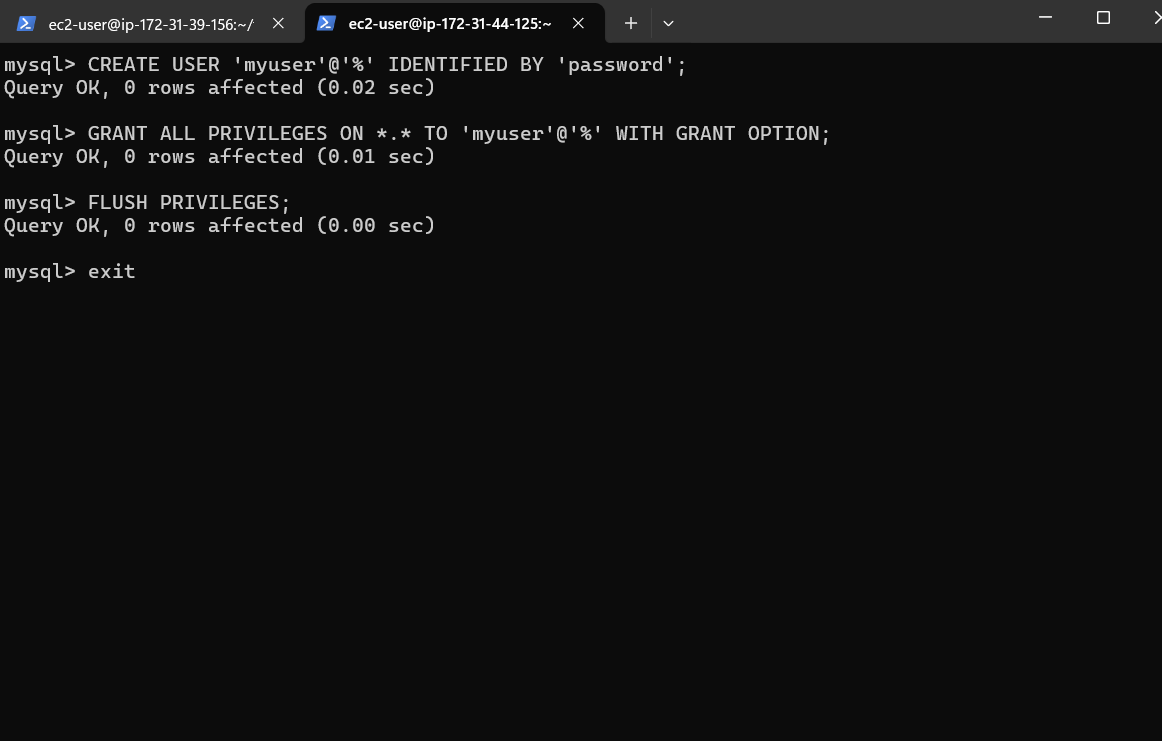 ec2-user@ip-172-31-39-156:~/
ec2-user@ip-172-31-44-125:~
mysql> CREATE USER 'myuser'@'%' IDENTIFIED BY 'password';
Query OK, 0 rows affected (0.02 sec)
mysql> GRANT ALL PRIVILEGES ON *.* TO 'myuser'@'%' WITH GRANT OPTION;
Query OK, 0 rows affected (0.01 sec)
mysql> FLUSH PRIVILEGES;
Query OK, 0 rows affected (0.00 sec)
mysql> exit